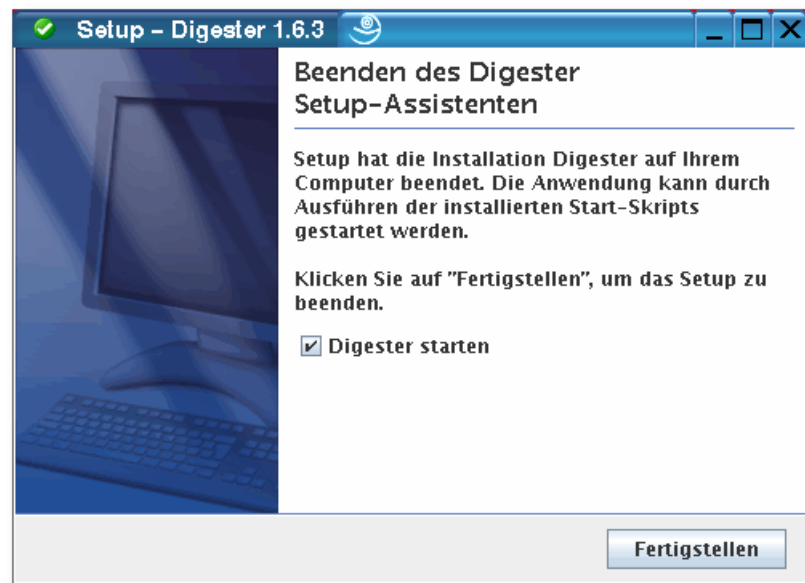 Setup – Digester 1.6.3
Beenden des Digester
Setup-Assistenten
Setup hat die Installation Digester auf Ihrem
Computer beendet. Die Anwendung kann durch
Ausführen der installierten Start-Skripts
gestartet werden.
Klicken Sie auf "Fertigstellen", um das Setup zu
beenden.
Digester starten
Fertigstellen